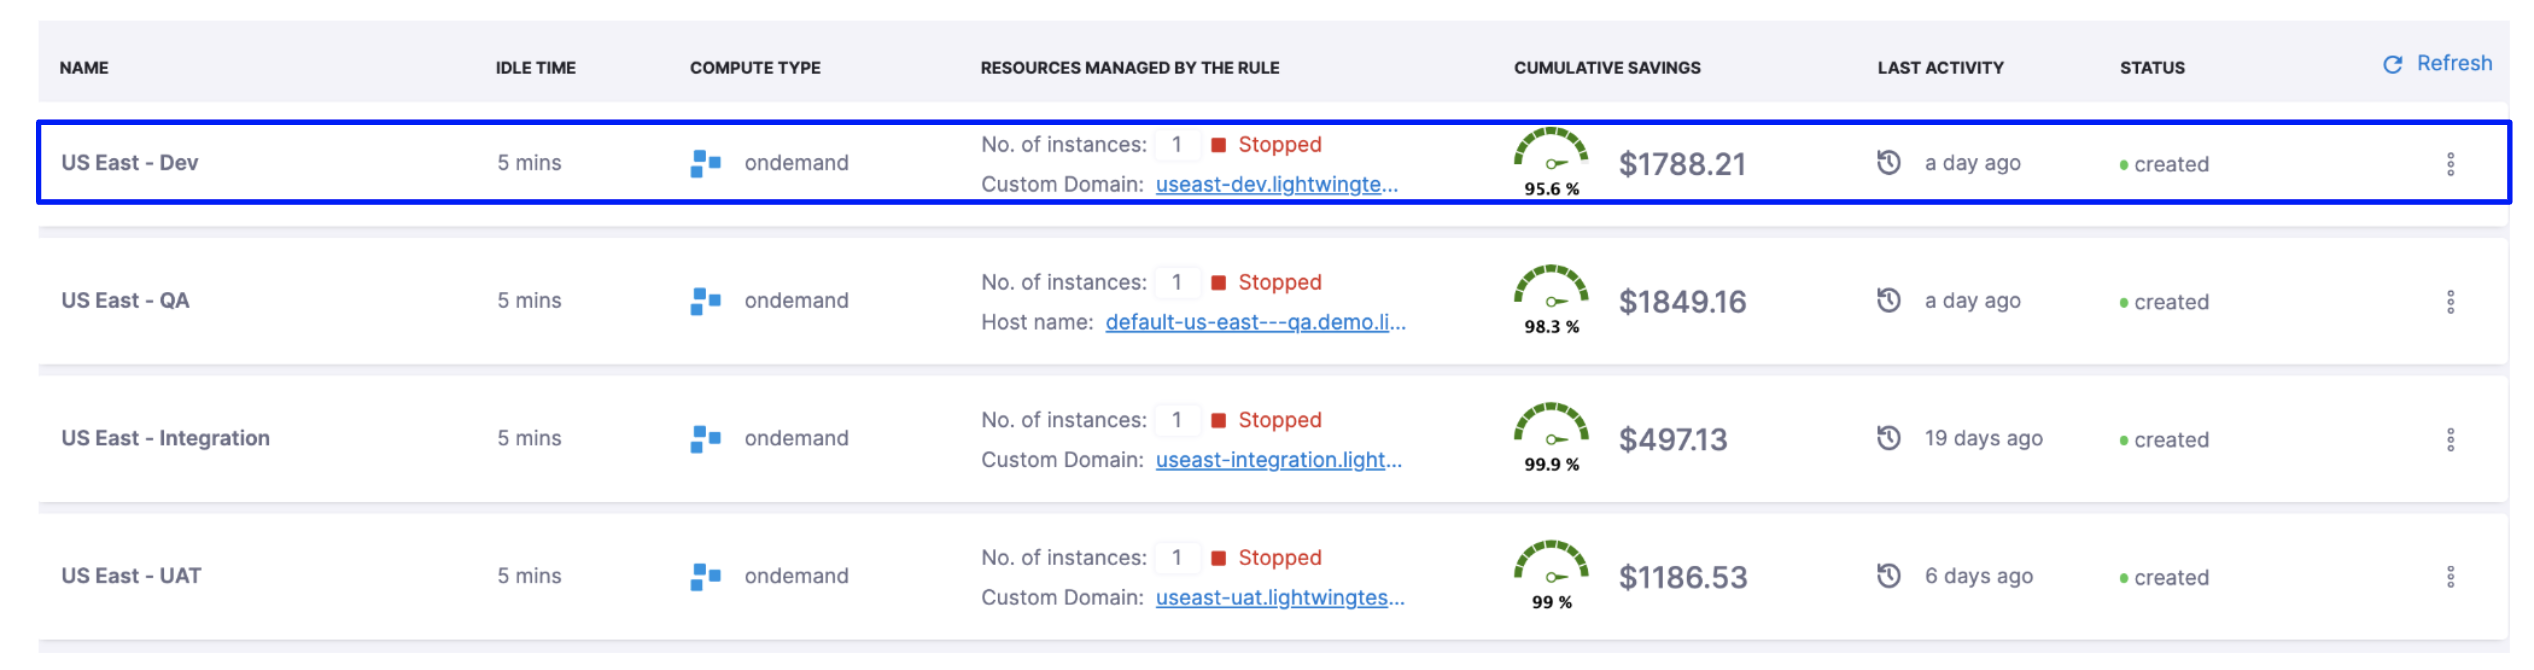 NAME IDLE TIME COMPUTE TYPE RESOURCES MANAGED BY THE RULE CUMULATIVE SAVINGS LAST ACTIVITY STATUS Refresh
US East - Dev 5 mins ondemand No. of instances: 1 Stopped $1788.21 a day ago created
Custom Domain: useast-dev.lightwingte... 95.6 %
US East - QA 5 mins ondemand No. of instances: 1 Stopped $1849.16 a day ago created
Host name: default-us-east---qa.demo.li... 98.3 %
US East - Integration 5 mins ondemand No. of instances: 1 Stopped $497.13 19 days ago created
Custom Domain: useast-integration.light... 99.9 %
US East - UAT 5 mins ondemand No. of instances: 1 Stopped $1186.53 6 days ago created
Custom Domain: useast-uat.lightwingtes... 99 %